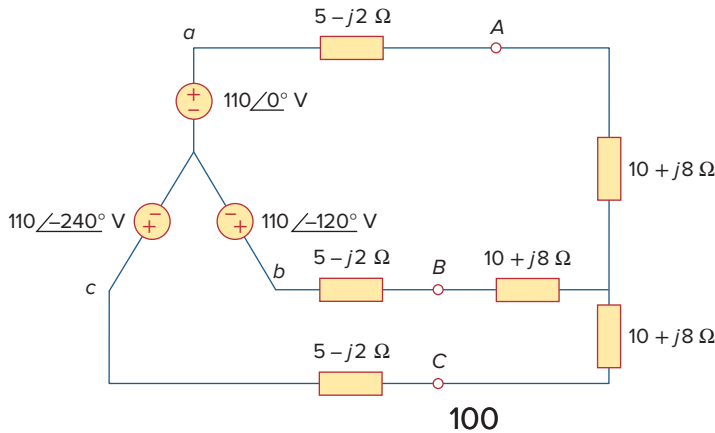 5 – j2 Ω
a
A
+
–
110∠0° V
10 + j8 Ω
110∠–240° V
–
+
–
+
110∠–120° V
5 – j2 Ω
B
10 + j8 Ω
b
c
10 + j8 Ω
5 – j2 Ω
C
100